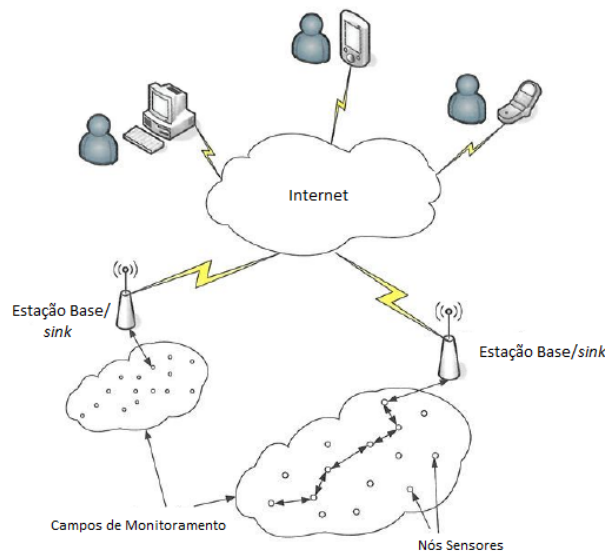 Internet
Estação Base/
sink
Estação Base/sink
Campos de Monitoramento
Nós Sensores